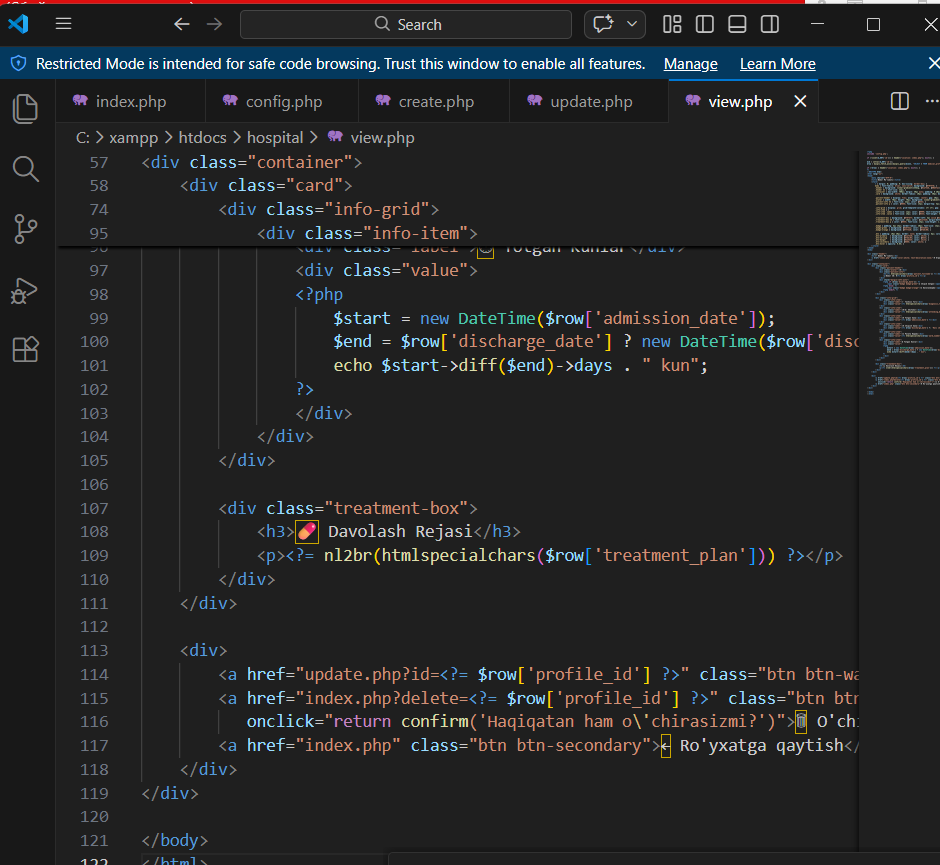 Search
Restricted Mode is intended for safe code browsing. Trust this window to enable all features. Manage Learn More
index.php config.php create.php update.php view.php
C: > xampp > htdocs > hospital > view.php
57 <div class="container">
58 <div class="card">
74 <div class="info-grid">
95 <div class="info-item">
97 <div class="value">
98 <?php
99 $start = new DateTime($row['admission_date']);
100 $end = $row['discharge_date'] ? new DateTime($row['disc
101 echo $start->diff($end)->days . " kun";
102 ?>
103 </div>
104 </div>
105 </div>
106
107 <div class="treatment-box">
108 <h3>💊 Davolash Rejasi</h3>
109 <p><?= nl2br(htmlspecialchars($row['treatment_plan'])) ?></p>
110 </div>
111 </div>
112
113 <div>
114 <a href="update.php?id=<?= $row['profile_id'] ?>" class="btn btn-wa
115 <a href="index.php?delete=<?= $row['profile_id'] ?>" class="btn btn
116 onclick="return confirm('Haqiqatan ham o\'chirasizmi?')">🗑 O'chi
117 <a href="index.php" class="btn btn-secondary">← Ro'yxatga qaytish</
118 </div>
119 </div>
120
121 </body>
122 </html>